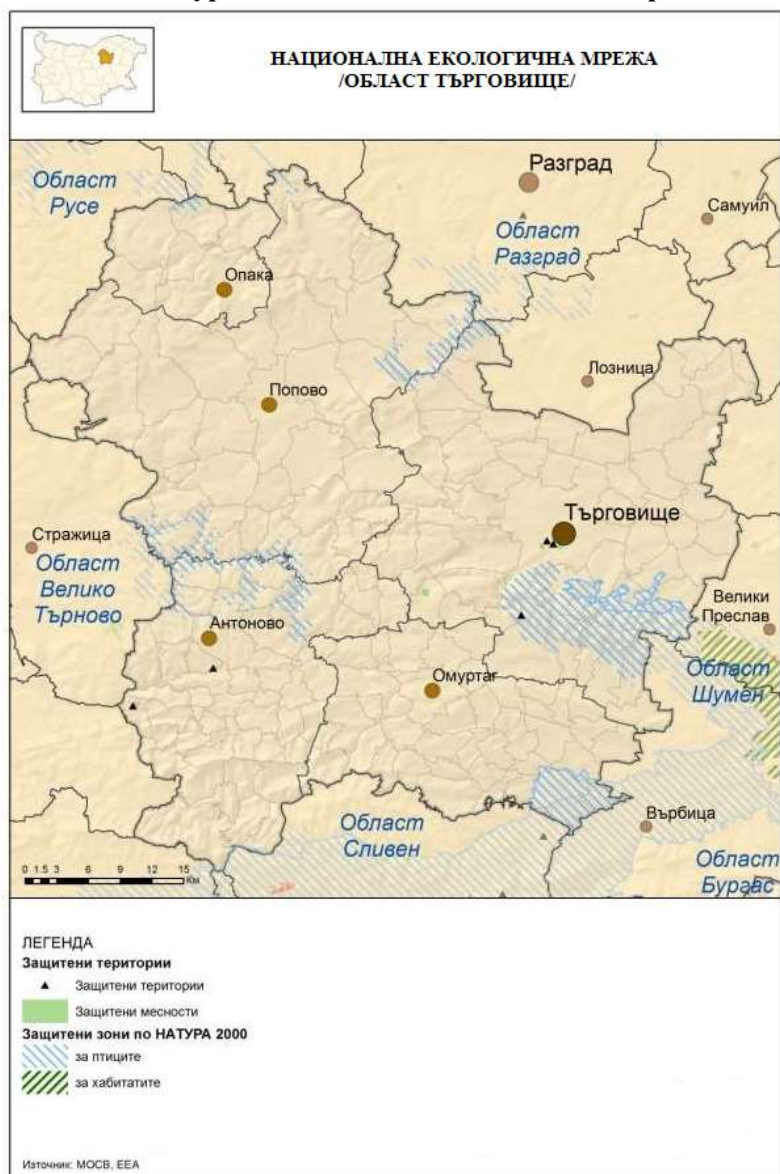 НАЦИОНАЛНА ЕКОЛОГИЧНА МРЕЖА
/ОБЛАСТ ТЪРГОВИЩЕ/
Разград
Област
Русе
Самуил
Област
Разград
Опака
Лозница
Попово
Търговище
Стражица
Област
Велико
Търново
Велики
Преслав
Антоново
Област
Шумен
Омуртаг
Област
Сливен
Върбица
Област
Бургас
0 1.5 3 6 9 12 15
Км
ЛЕГЕНДА
Защитени територии
Защитени територии
Защитени месности
Защитени зони по НАТУРА 2000
за птиците
за хабитатите
Източник: МОСВ, ЕЕА